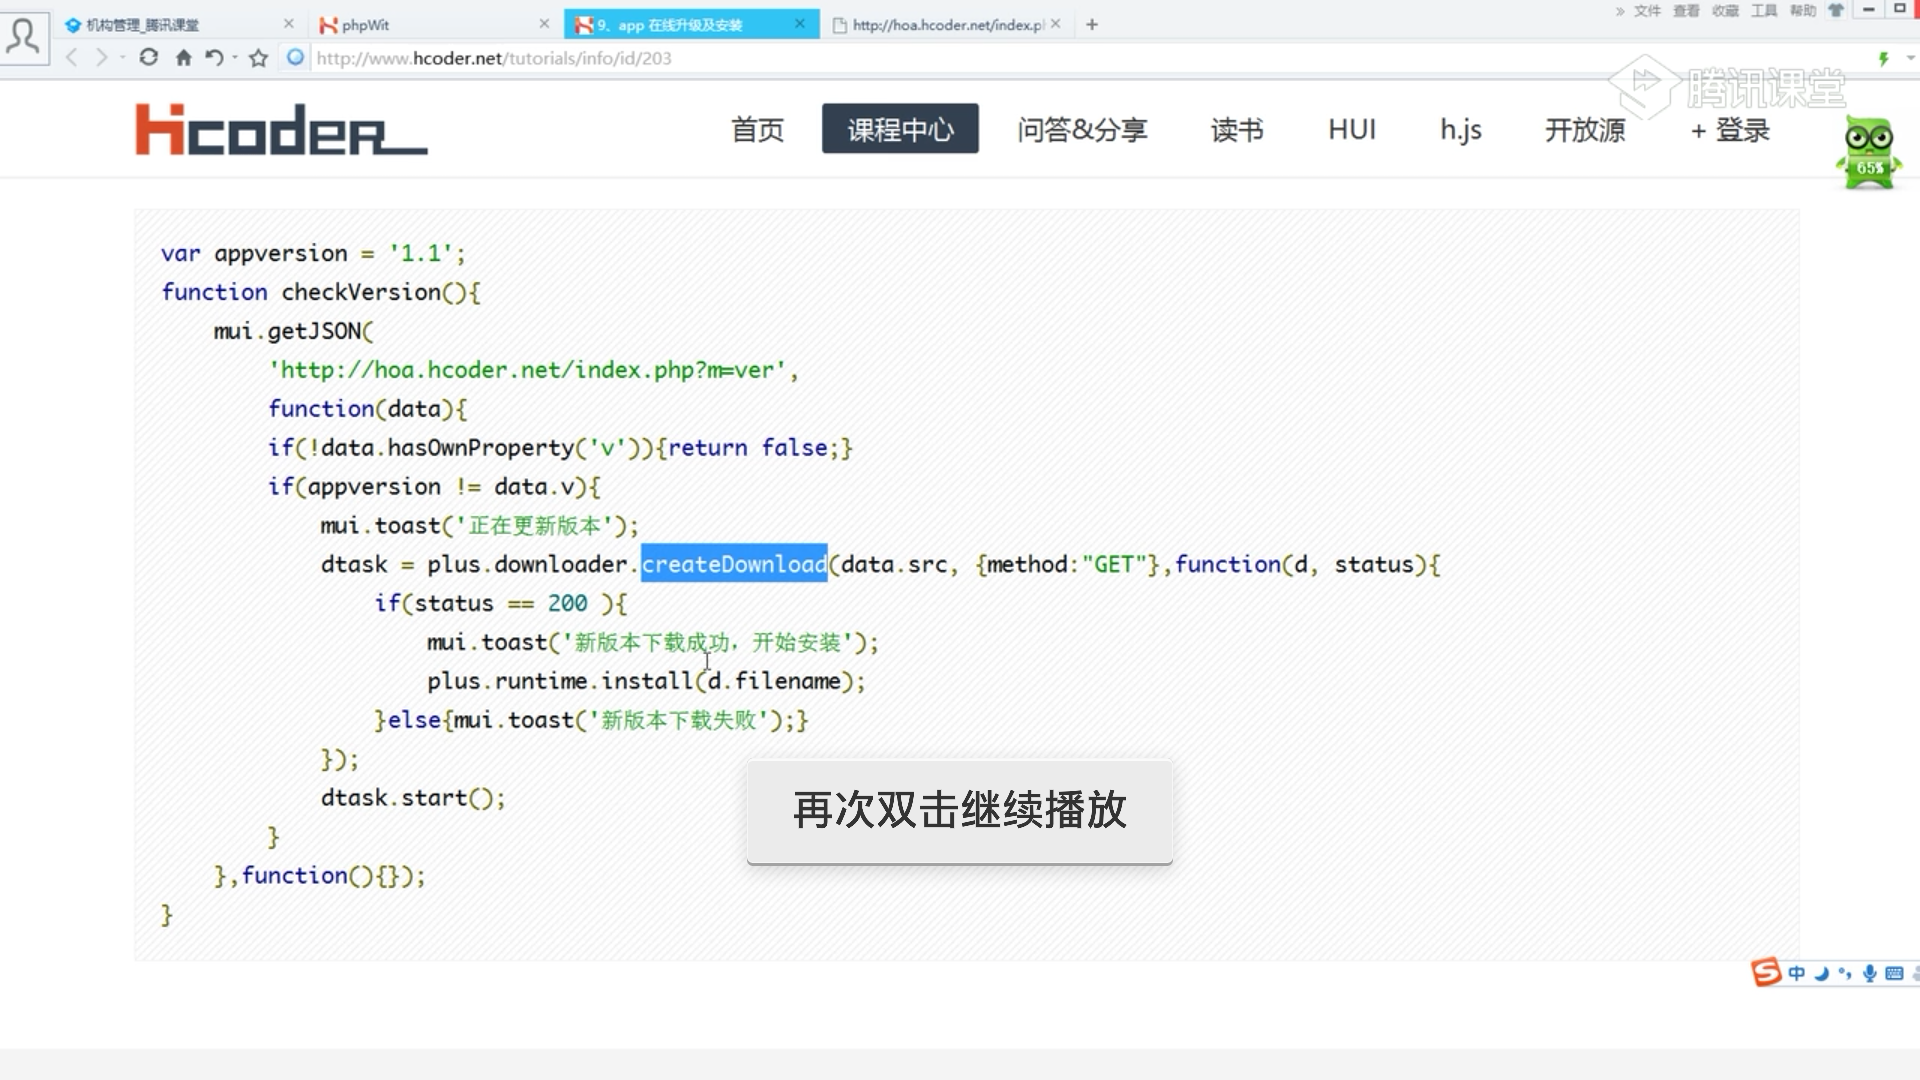 机构管理_腾讯课堂
phpWit
9、app 在线升级及安装
http://hoa.hcoder.net/index.pl
文件 查看 收藏 工具 帮助
http://www.hcoder.net/tutorials/info/id/203
腾讯课堂
hcoder_
首页 课程中心 问答&分享 读书 HUI h.js 开放源 + 登录
65%
var appversion = '1.1';
function checkVersion(){
mui.getJSON(
'http://hoa.hcoder.net/index.php?m=ver',
function(data){
if(!data.hasOwnProperty('v')){return false;}
if(appversion != data.v){
mui.toast('正在更新版本');
dtask = plus.downloader.createDownload(data.src, {method:"GET"},function(d, status){
if(status == 200 ){
mui.toast('新版本下载成功，开始安装');
plus.runtime.install(d.filename);
}else{mui.toast('新版本下载失败');}
});
dtask.start();
}
},function(){});
}
再次双击继续播放
S 中